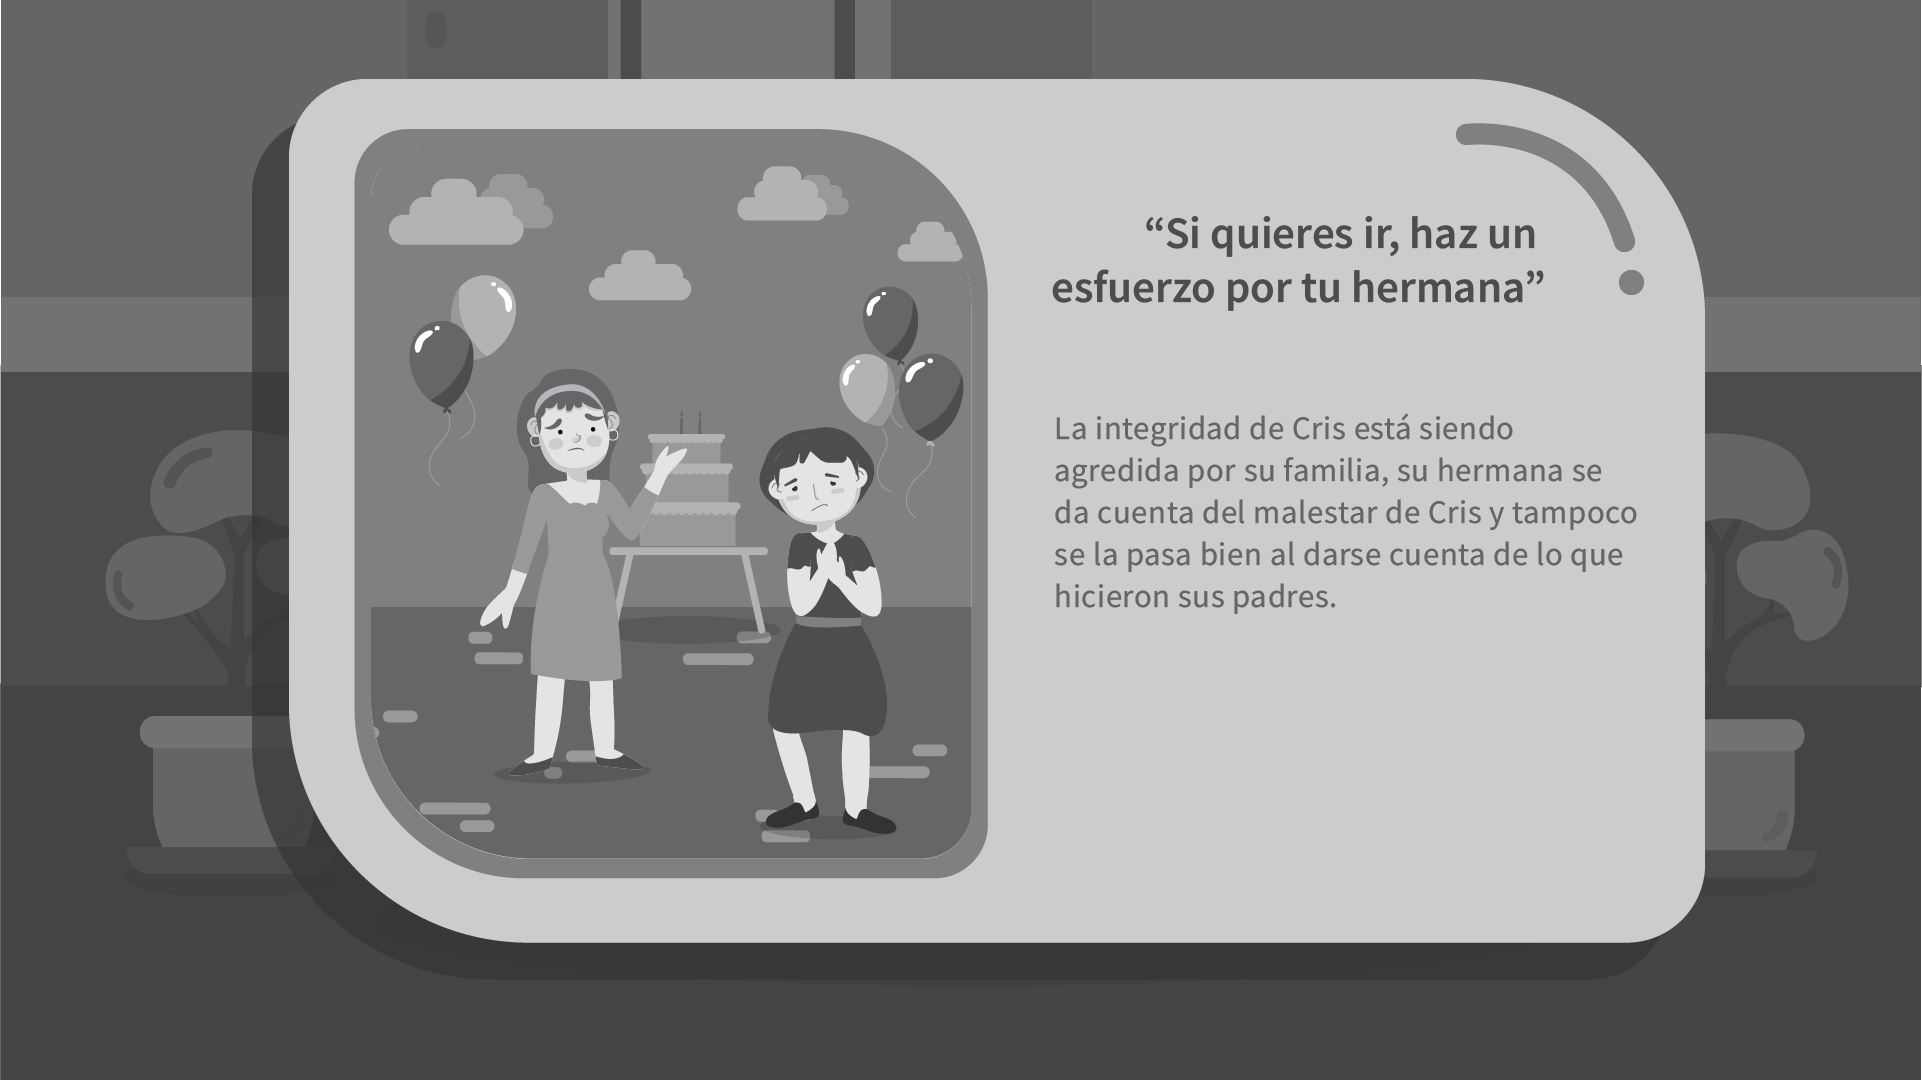 “Si quieres ir, haz un
esfuerzo por tu hermana”
La integridad de Cris está siendo
agredida por su familia, su hermana se
da cuenta del malestar de Cris y tampoco
se la pasa bien al darse cuenta de lo que
hicieron sus padres.